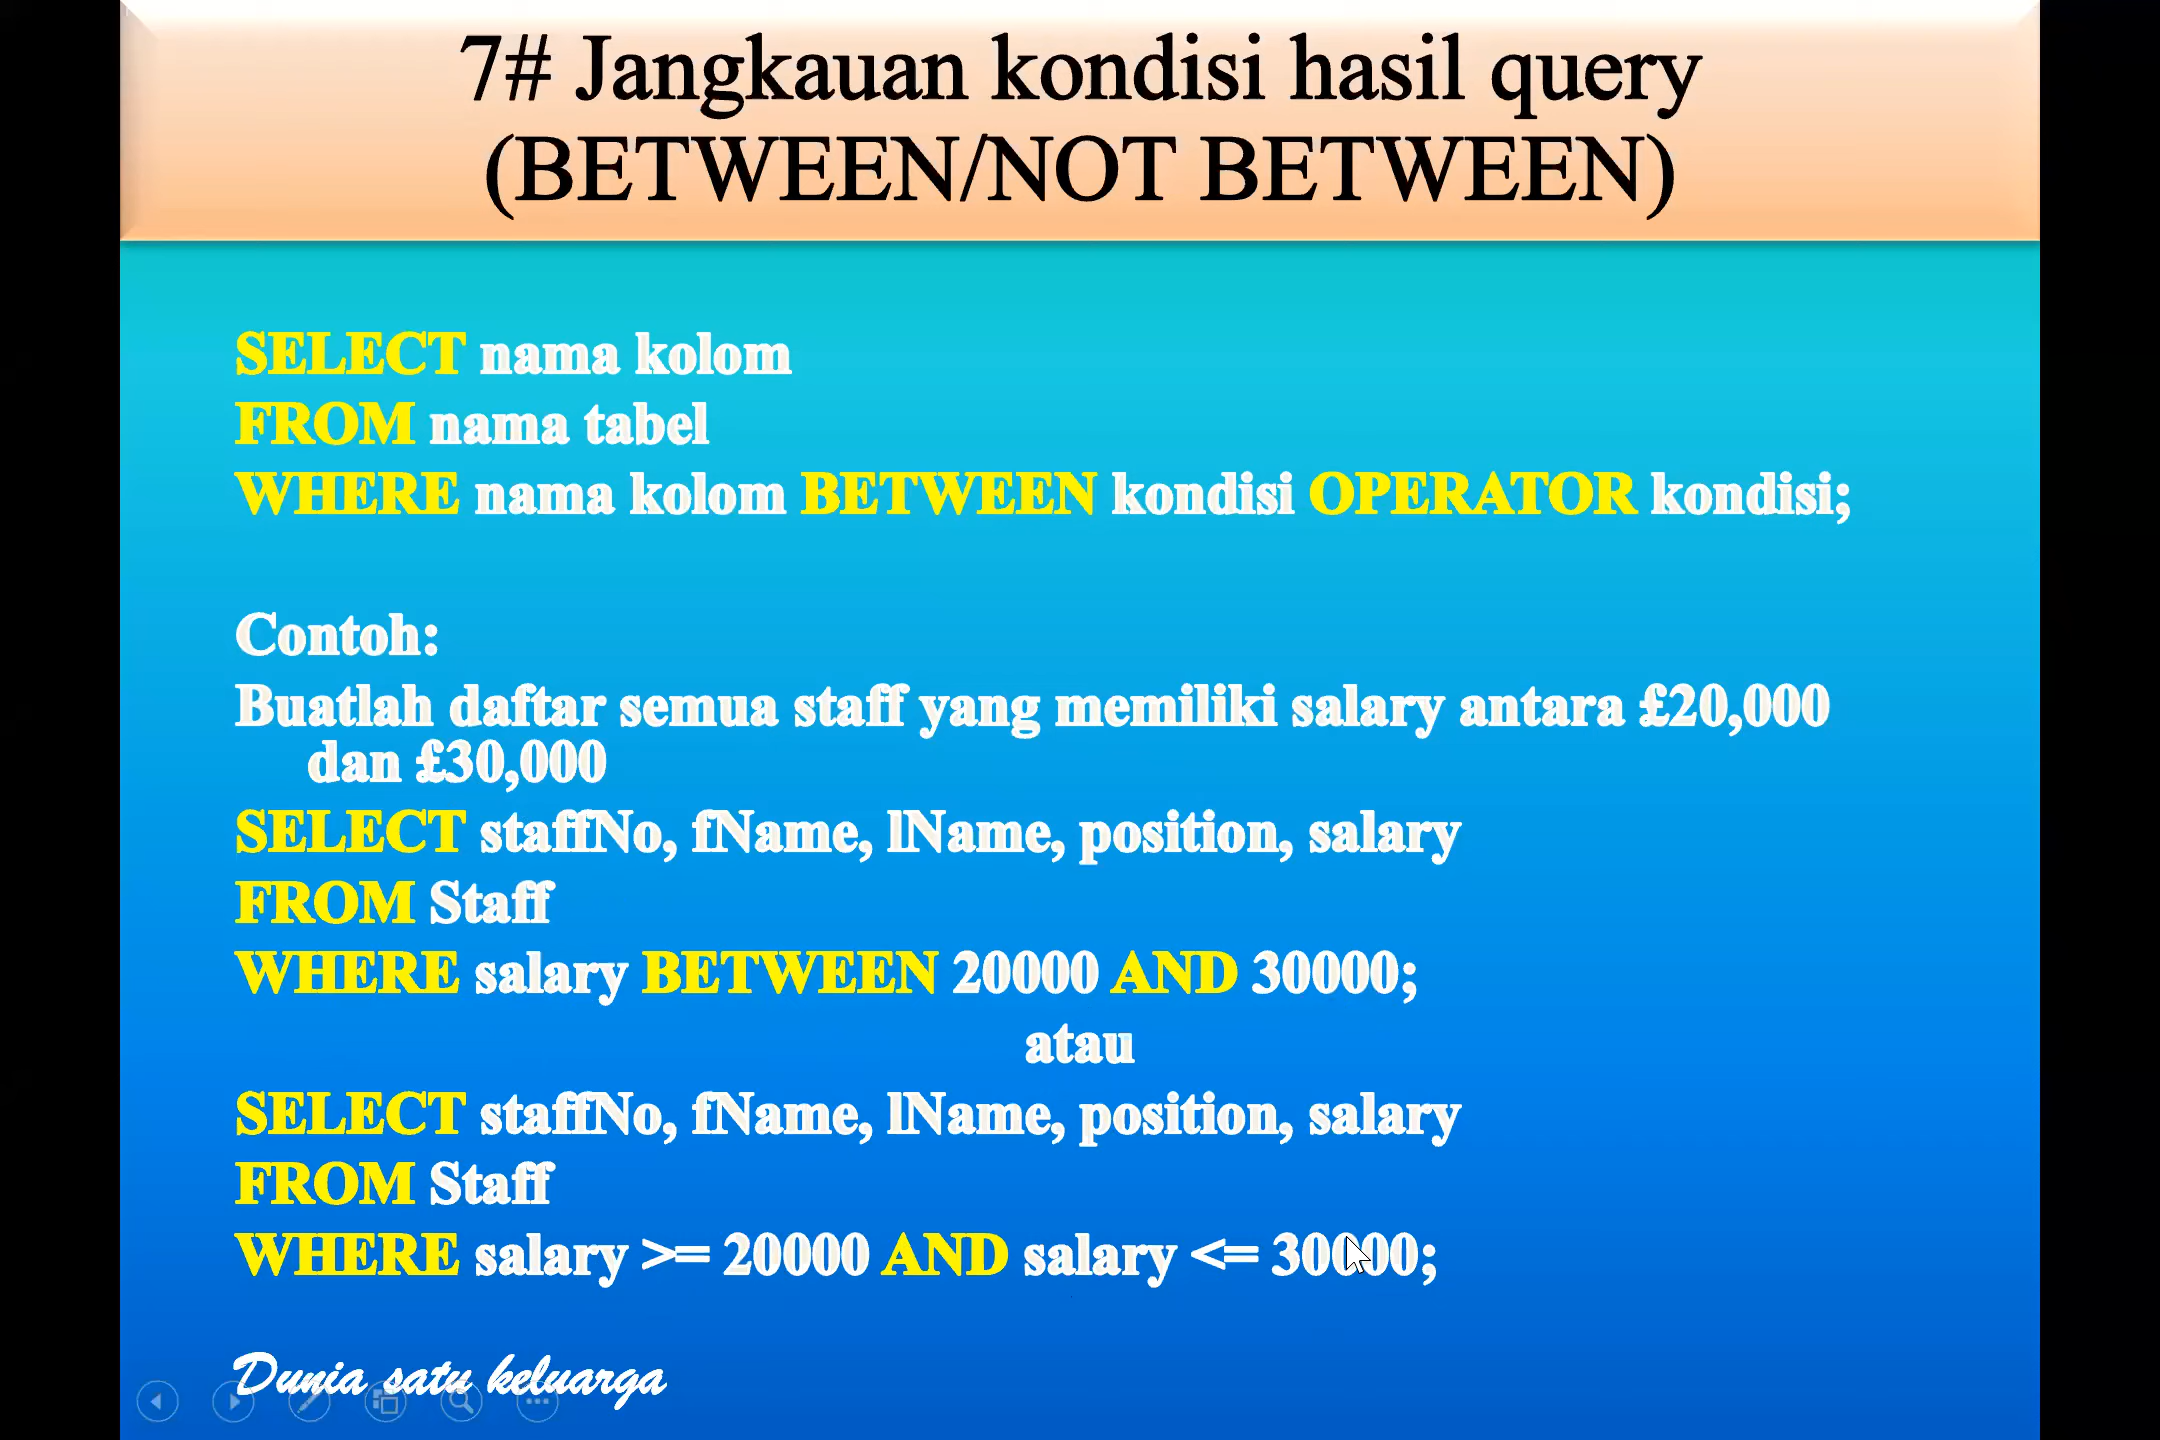 7# Jangkauan kondisi hasil query
(BETWEEN/NOT BETWEEN)
SELECT nama kolom
FROM nama tabel
WHERE nama kolom BETWEEN kondisi OPERATOR kondisi;
Contoh:
Buatlah daftar semua staff yang memiliki salary antara £20,000
dan £30,000
SELECT staffNo, fName, lName, position, salary
FROM Staff
WHERE salary BETWEEN 20000 AND 30000;
atau
SELECT staffNo, fName, lName, position, salary
FROM Staff
WHERE salary >= 20000 AND salary <= 30000;
Dunia satu keluarga